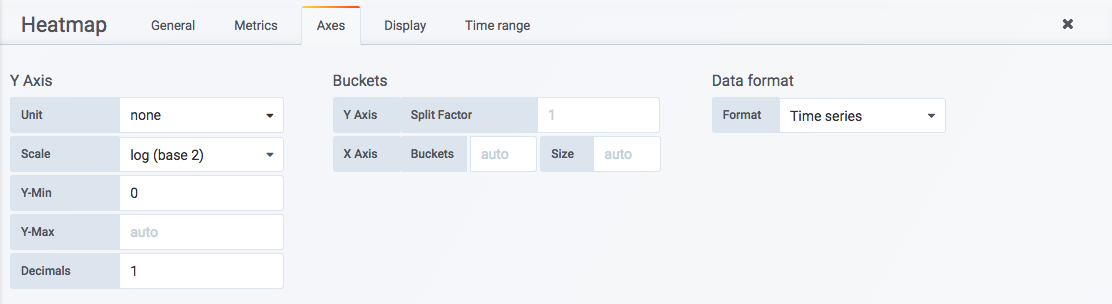 Heatmap General Metrics Axes Display Time range ✖
Y Axis Buckets Data format
Unit none Y Axis Split Factor 1 Format Time series
Scale log (base 2) X Axis Buckets auto Size auto
Y-Min 0
Y-Max auto
Decimals 1